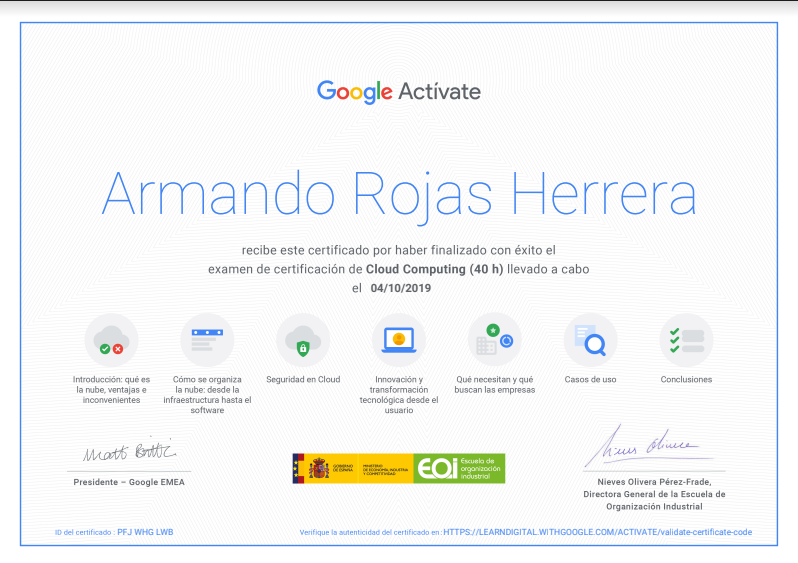 Google Actívate
Armando Rojas Herrera
recibe este certificado por haber finalizado con éxito el
examen de certificación de Cloud Computing (40 h) llevado a cabo
el 04/10/2019
Introducción: qué es
la nube, ventajas e
inconvenientes
Cómo se organiza
la nube: desde la
infraestructura hasta el
software
Seguridad en Cloud
Innovación y
transformación
tecnológica desde el
usuario
Qué necesitan y qué
buscan las empresas
Casos de uso
Conclusiones
Matt Brittin
Presidente – Google EMEA
GOBIERNO
DE ESPAÑA
MINISTERIO
DE ECONOMÍA, INDUSTRIA
Y COMPETITIVIDAD
EOI
Escuela de
organización
industrial
Nieves Olivera
Nieves Olivera Pérez-Frade,
Directora General de la Escuela de
Organización Industrial
ID del certificado : PFJ WHG LWB
Verifique la autenticidad del certificado en : HTTPS://LEARNDIGITAL.WITHGOOGLE.COM/ACTIVATE/validate-certificate-code